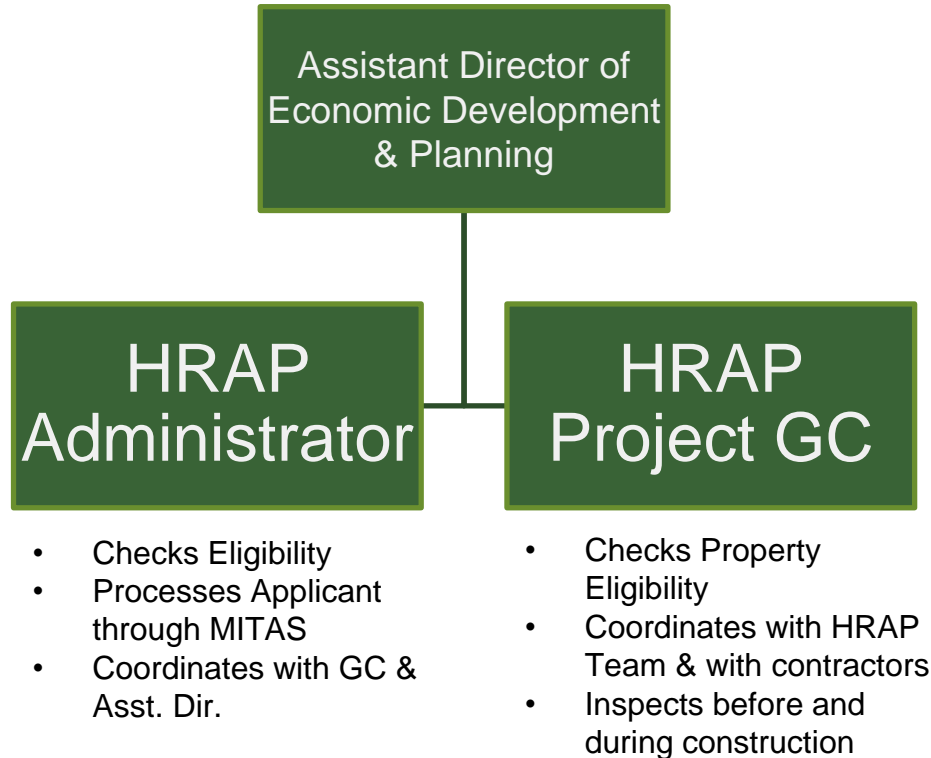 Assistant Director of
Economic Development
& Planning
HRAP
Administrator
HRAP
Project GC
• Checks Eligibility
• Processes Applicant
through MITAS
• Coordinates with GC &
Asst. Dir.
• Checks Property
Eligibility
• Coordinates with HRAP
Team & with contractors
• Inspects before and
during construction